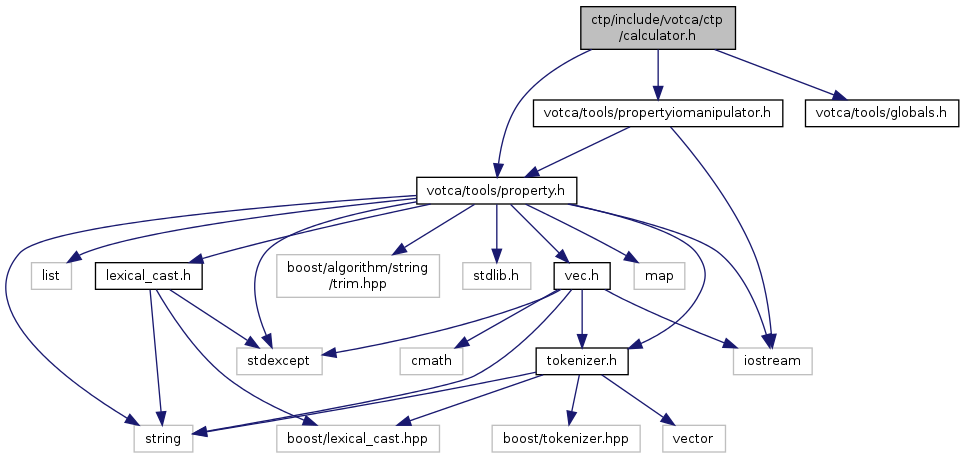 ctp/include/votca/ctp
/calculator.h
votca/tools/propertyiomanipulator.h
votca/tools/globals.h
votca/tools/property.h
list
lexical_cast.h
boost/algorithm/string
/trim.hpp
stdlib.h
vec.h
map
stdexcept
cmath
tokenizer.h
iostream
string
boost/lexical_cast.hpp
boost/tokenizer.hpp
vector